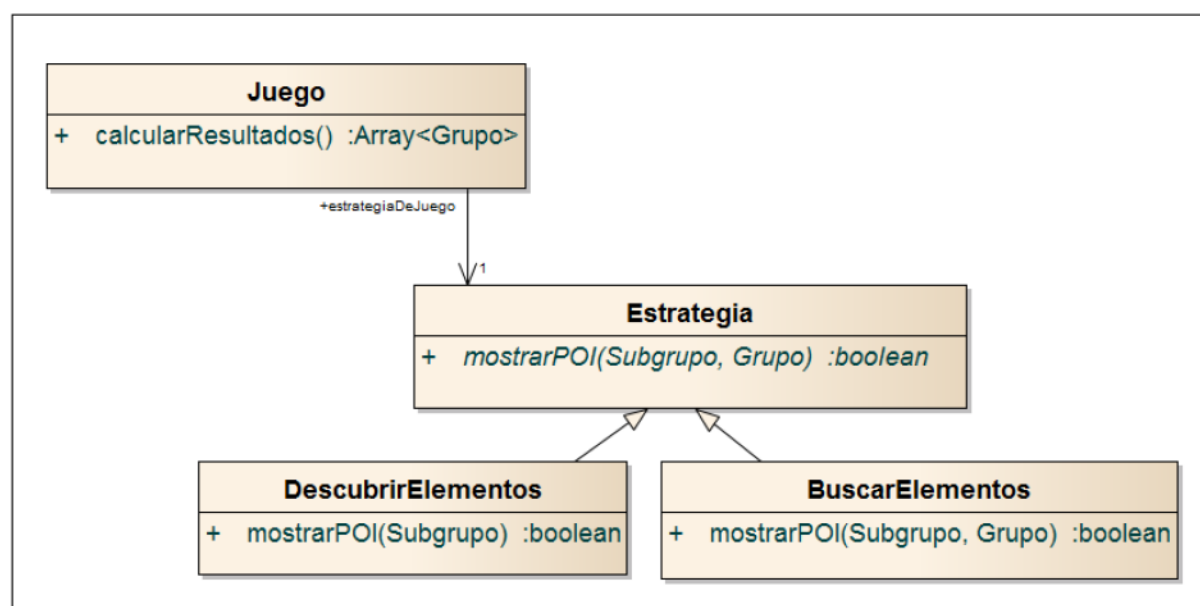 Juego
+ calcularResultados() :Array<Grupo>
+estrategiaDeJuego
1
Estrategia
+ mostrarPOI(Subgrupo, Grupo) :boolean
DescubrirElementos
+ mostrarPOI(Subgrupo) :boolean
BuscarElementos
+ mostrarPOI(Subgrupo, Grupo) :boolean